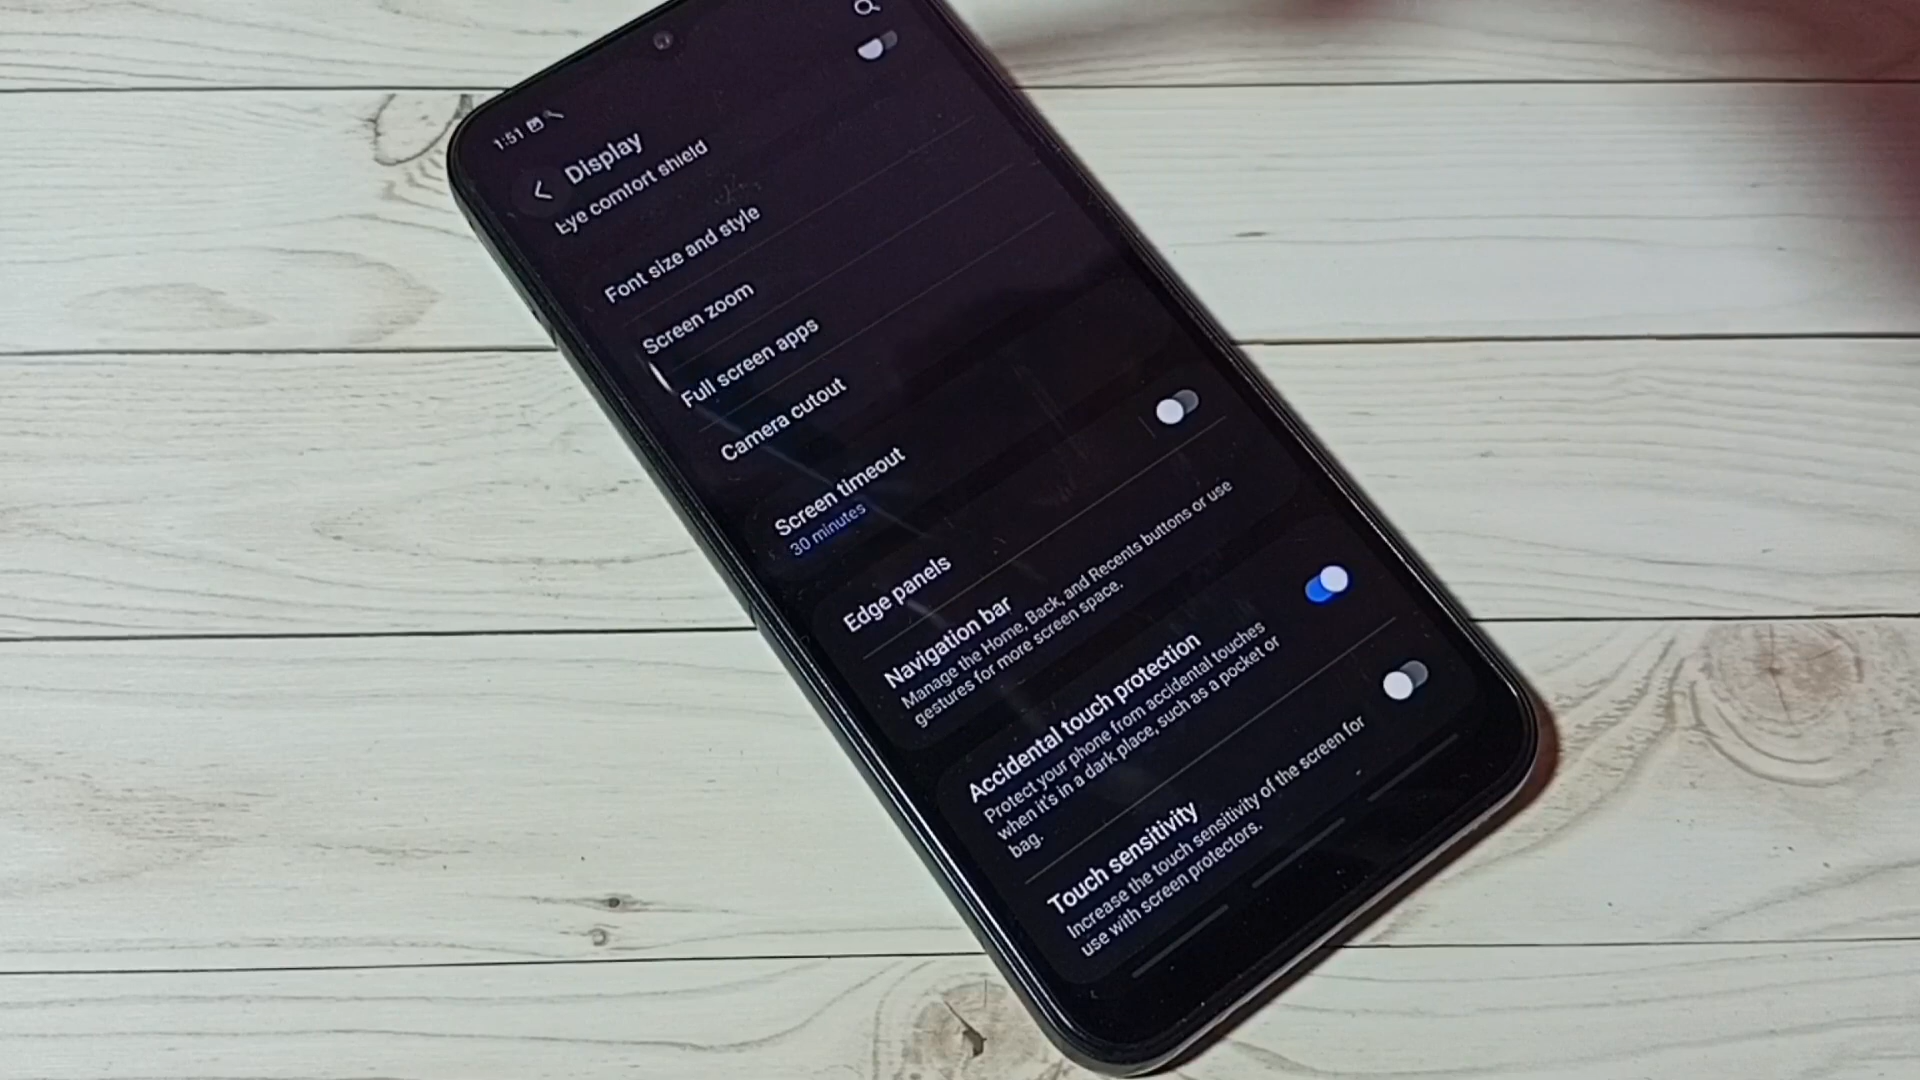 1:51
Display
Eye comfort shield
Font size and style
Screen zoom
Full screen apps
Camera cutout
Screen timeout
30 minutes
Edge panels
Navigation bar
Manage the Home, Back, and Recents buttons or use
gestures for more screen space.
Accidental touch protection
Protect your phone from accidental touches
when it's in a dark place, such as a pocket or
bag.
Touch sensitivity
Increase the touch sensitivity of the screen for
use with screen protectors.